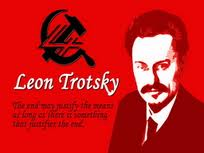 Leon Trotsky
The end may justify the means
as long as there is something
that justifies the end.